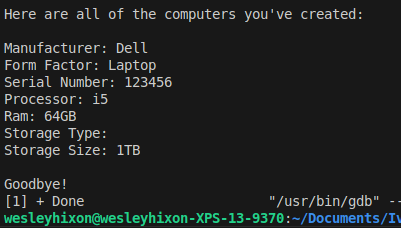 Here are all of the computers you've created:
Manufacturer: Dell
Form Factor: Laptop
Serial Number: 123456
Processor: i5
Ram: 64GB
Storage Type:
Storage Size: 1TB
Goodbye!
[1] + Done "/usr/bin/gdb" --
wesleyhixon@wesleyhixon-XPS-13-9370:~/Documents/Iv